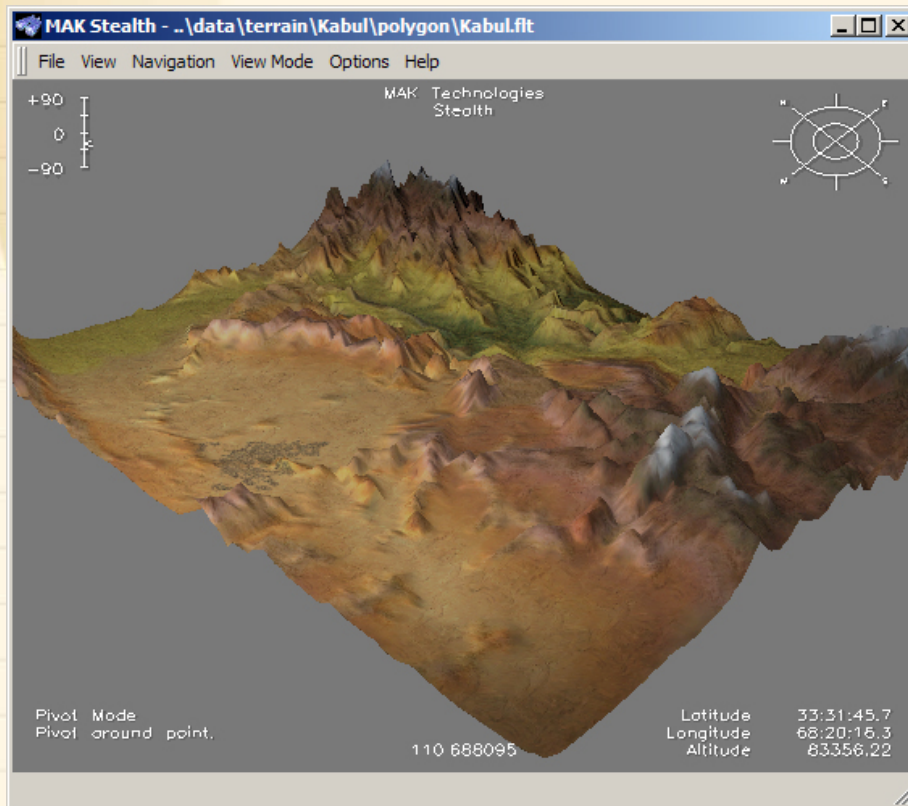 MAK Stealth - ..\data\terrain\Kabul\polygon\Kabul.flt
File View Navigation View Mode Options Help
MAK Technologies
Stealth
+90
0
-90
Pivot Mode
Pivot around point.
110.688095
Latitude 33:31:45.7
Longitude 68:20:15.3
Altitude 83356.22